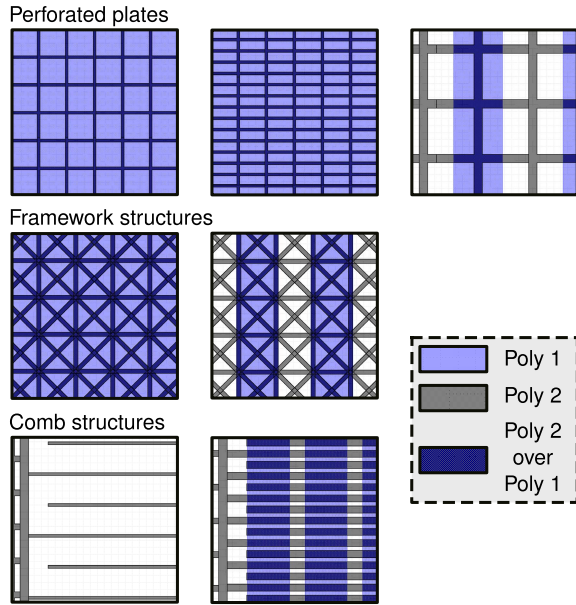 Perforated plates
Framework structures
Comb structures
Poly 1
Poly 2
Poly 2
over
Poly 1